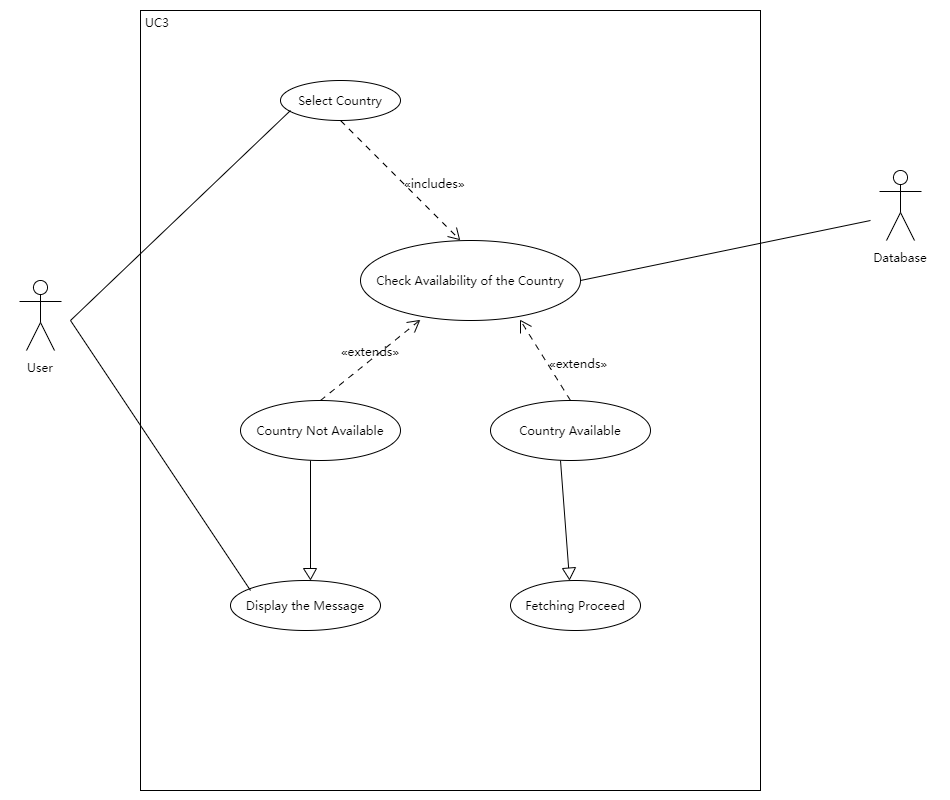 UC3
Select Country
«includes»
Database
Check Availability of the Country
User
«extends»
«extends»
Country Not Available
Country Available
Display the Message
Fetching Proceed